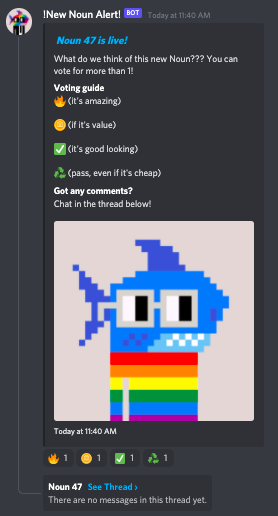 !New Noun Alert! BOT Today at 11:40 AM
Noun 47 is live!
What do we think of this new Noun??? You can
vote for more than 1!
Voting guide
🔥 (it's amazing)
🪙 (if it's value)
✅ (it's good looking)
♻️ (pass, even if it's cheap)
Got any comments?
Chat in the thread below!
Today at 11:40 AM
🔥 1 🪙 1 ✅ 1 ♻️ 1
Noun 47 See Thread ›
There are no messages in this thread yet.